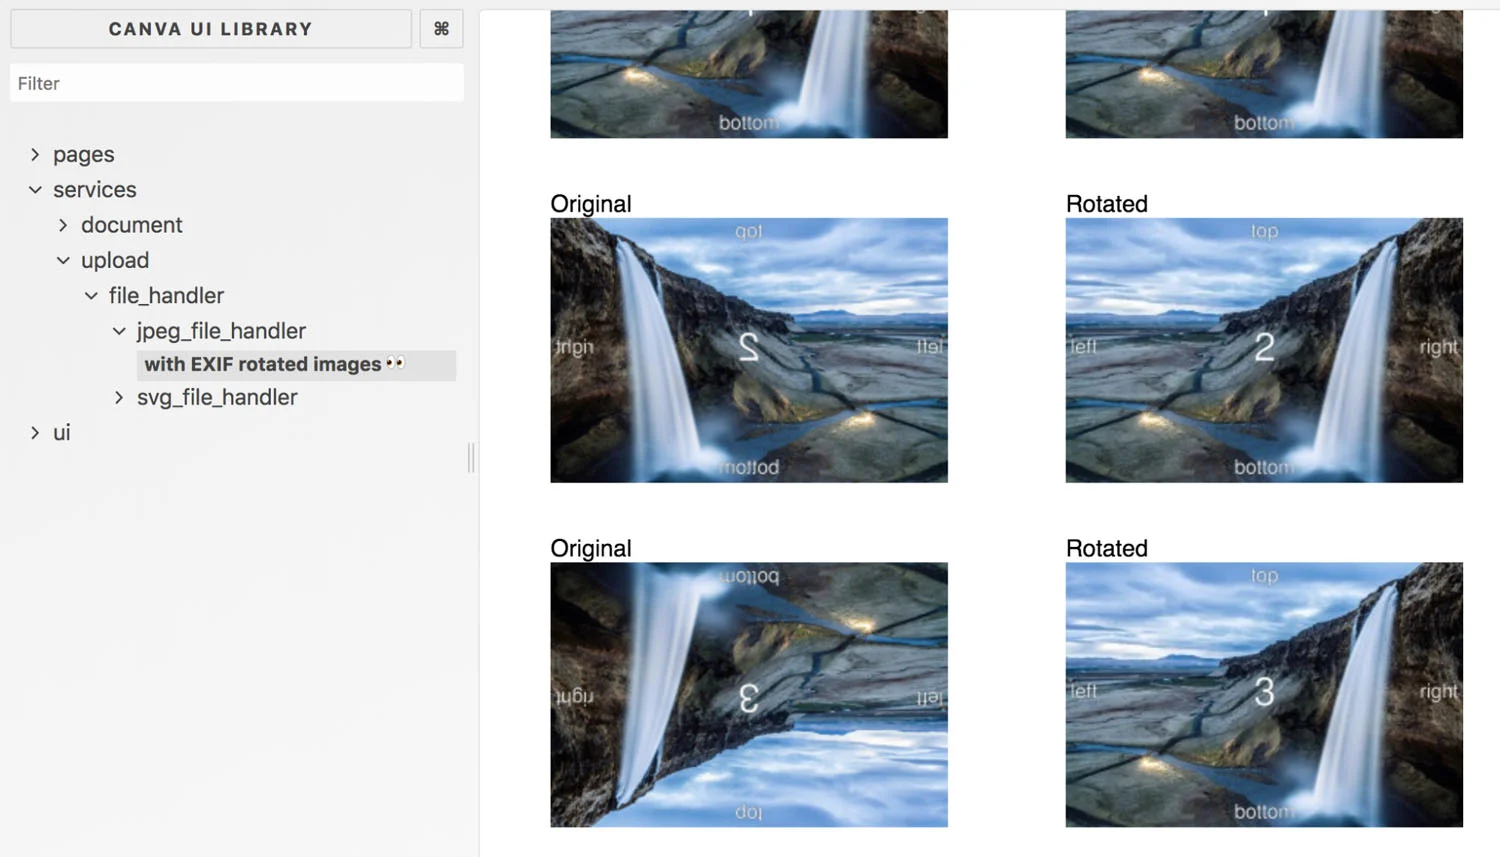 CANVA UI LIBRARY
⌘
Filter
pages
services
document
upload
file_handler
jpeg_file_handler
with EXIF rotated images 👀
svg_file_handler
ui
bottom
bottom
Original
Rotated
top
right
2
left
bottom
top
left
2
right
bottom
Original
Rotated
bottom
right
3
left
top
top
left
3
right
bottom